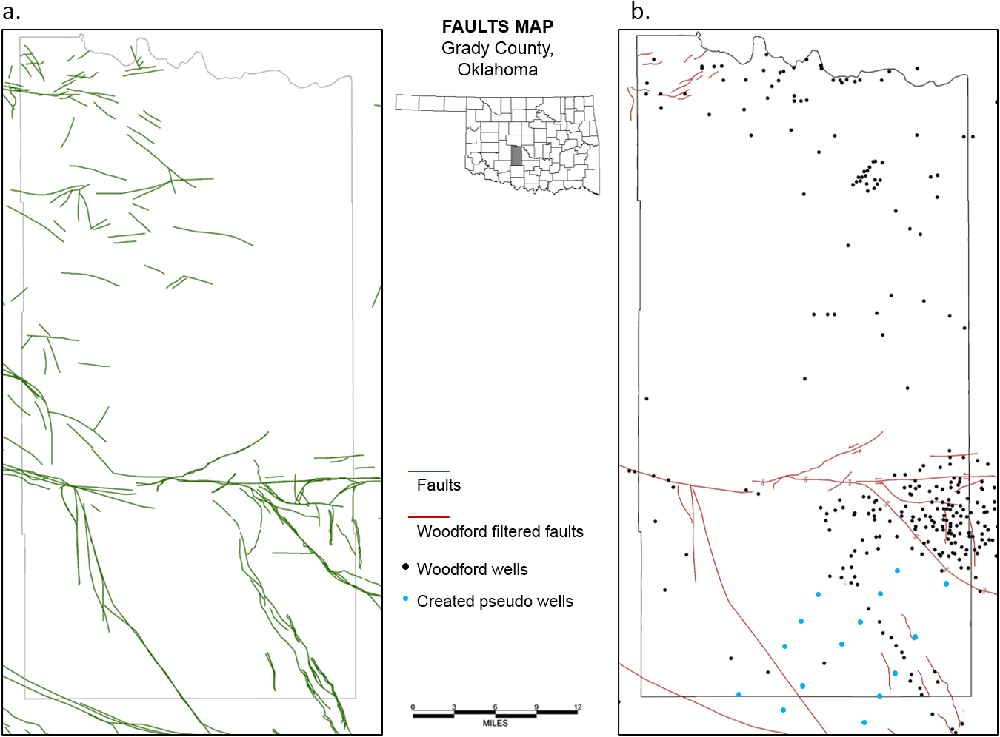 a.
FAULTS MAP
Grady County,
Oklahoma
b.
Faults
Woodford filtered faults
Woodford wells
Created pseudo wells
0 3 6 9 12
MILES